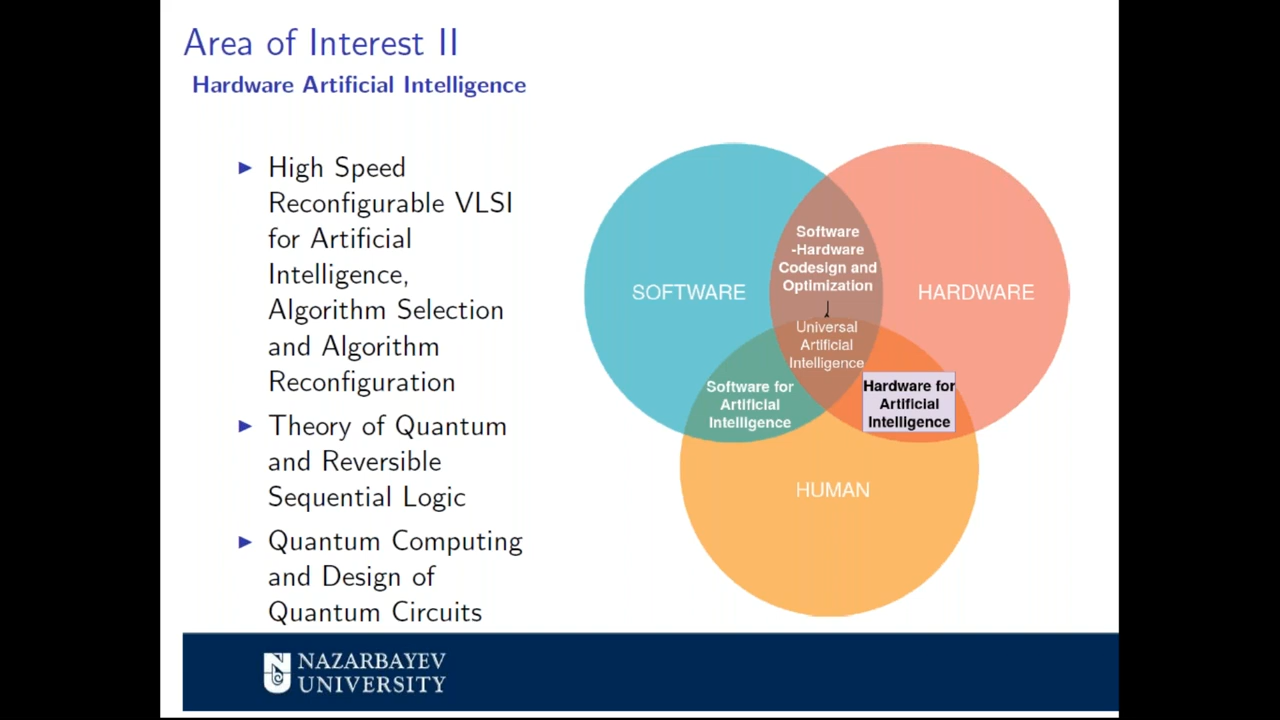 Area of Interest II
Hardware Artificial Intelligence
High Speed
Reconfigurable VLSI
for Artificial
Intelligence,
Algorithm Selection
and Algorithm
Reconfiguration
Theory of Quantum
and Reversible
Sequential Logic
Quantum Computing
and Design of
Quantum Circuits
SOFTWARE
Software
-Hardware
Codesign and
Optimization
HARDWARE
Universal
Artificial
Intelligence
Software for
Artificial
Intelligence
Hardware for
Artificial
Intelligence
HUMAN
NAZARBAYEV
UNIVERSITY